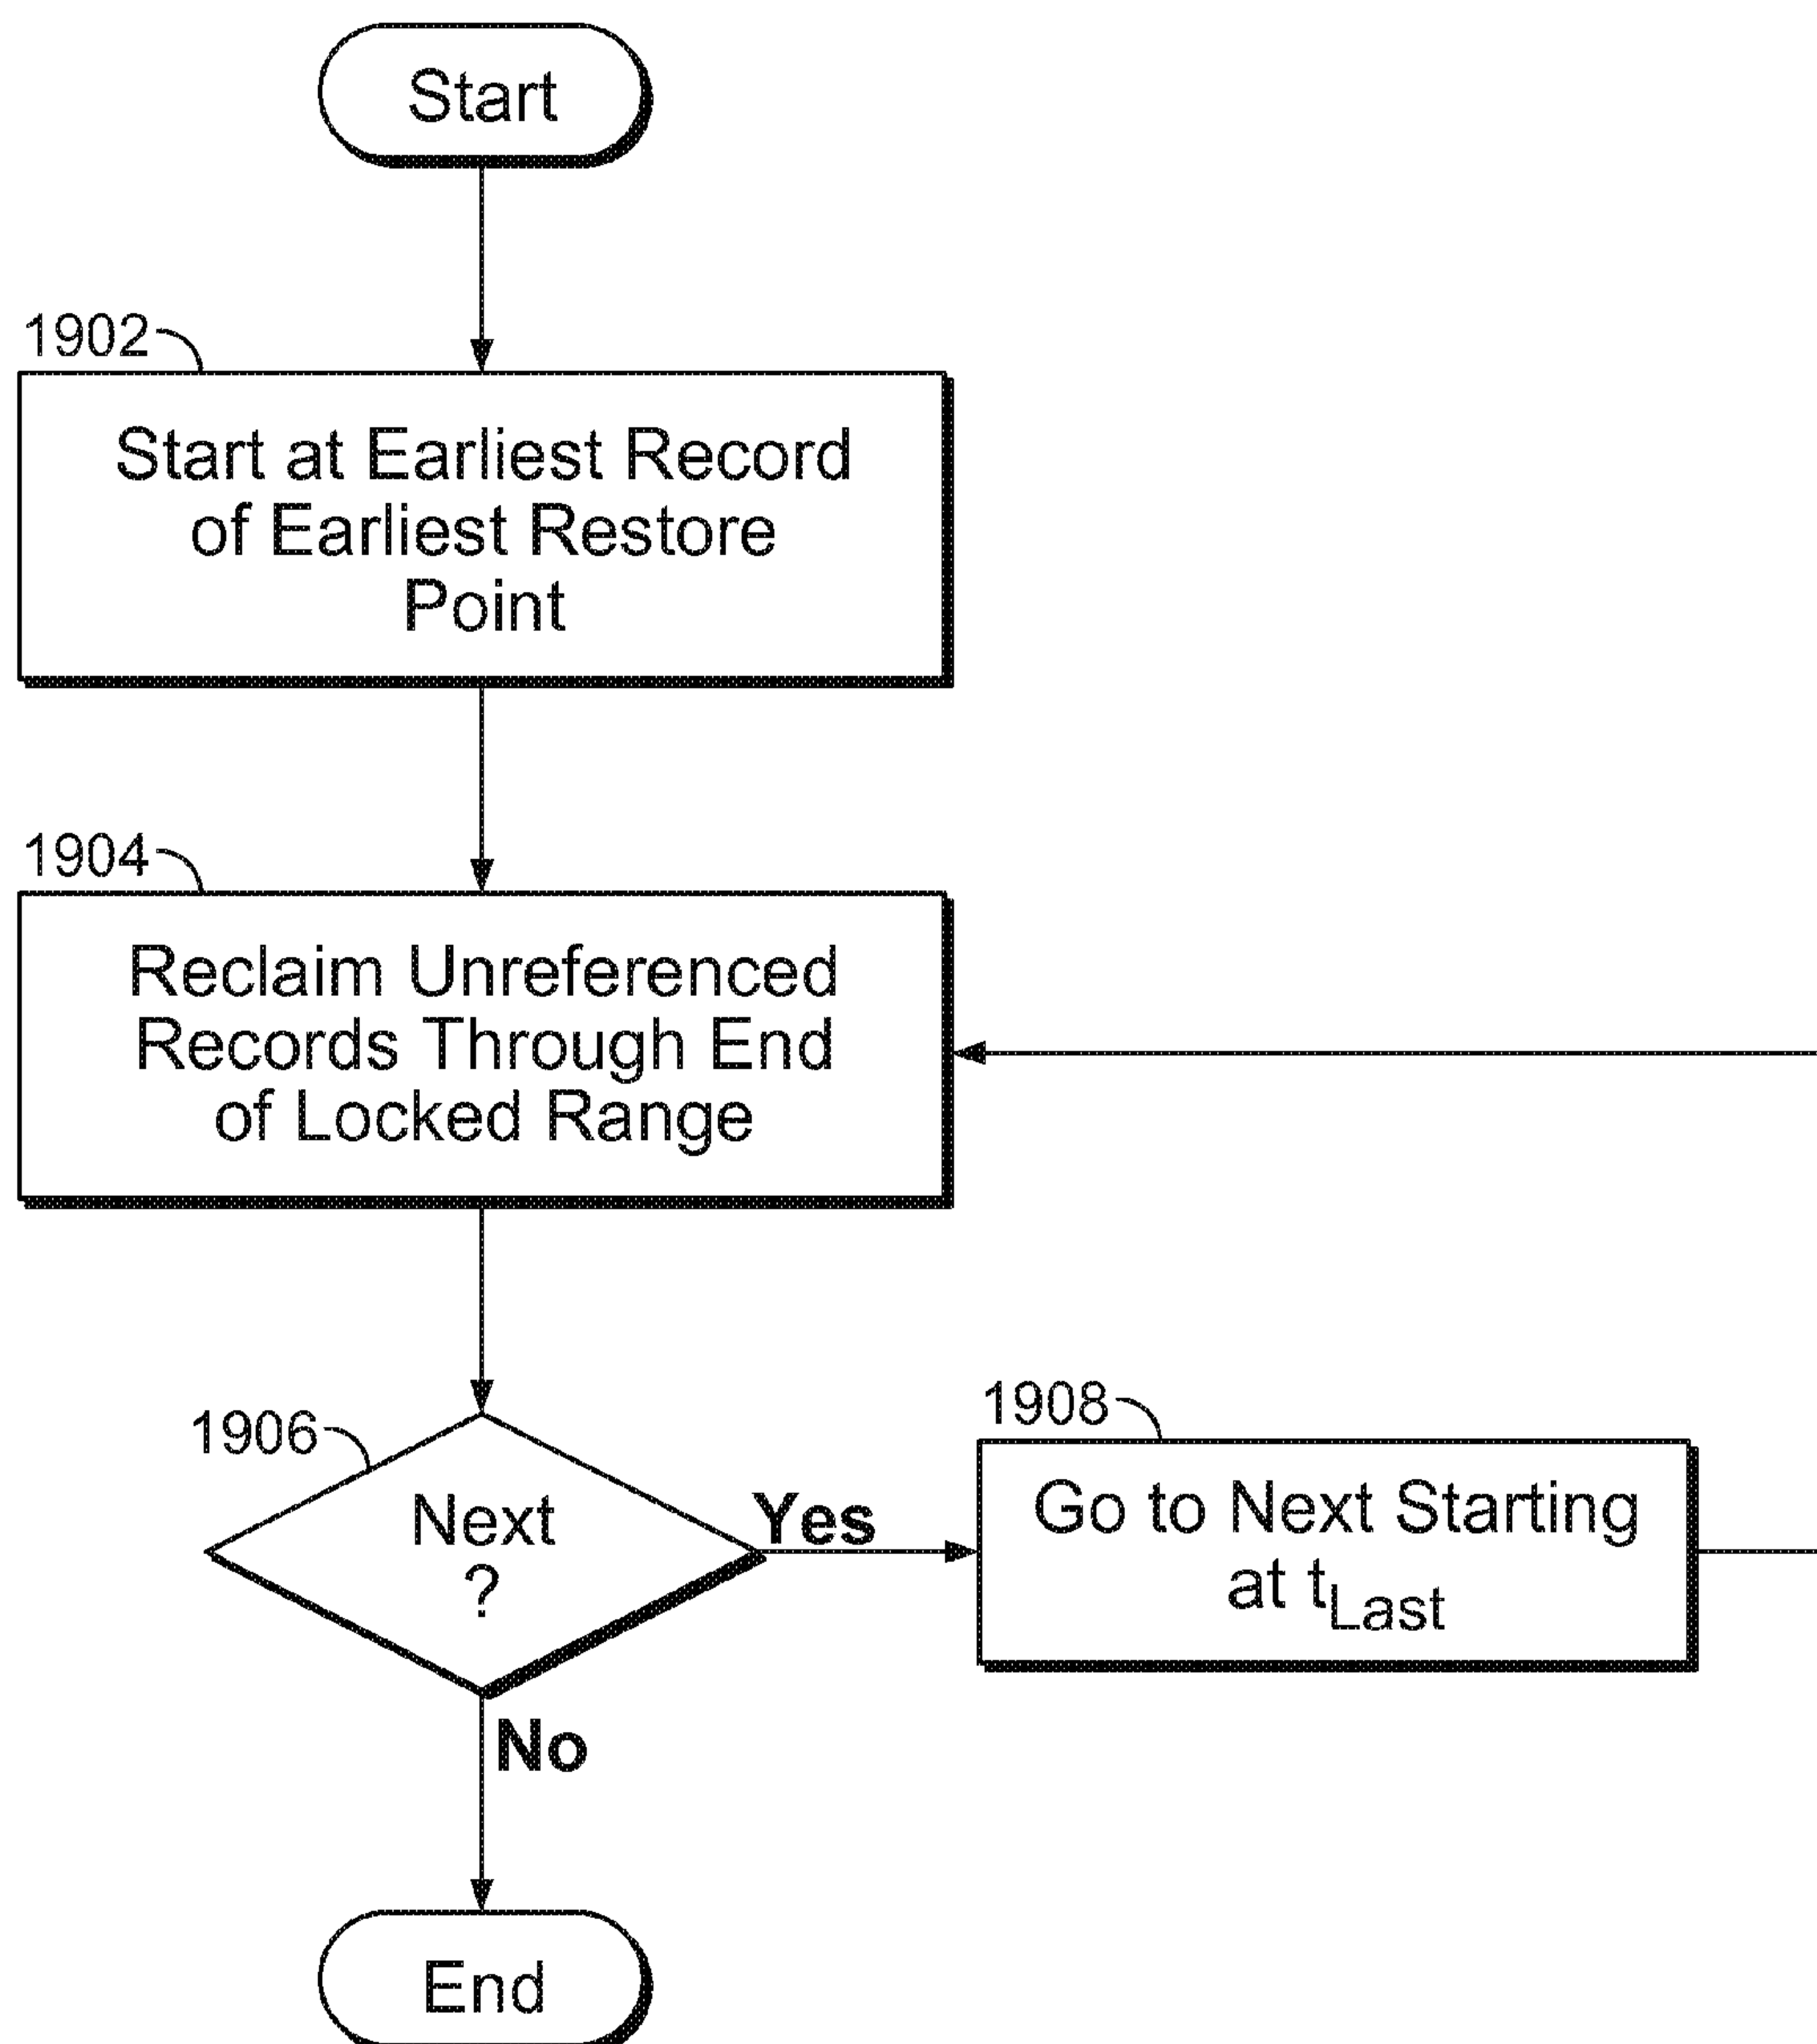 Start
1902
Start at Earliest Record
of Earliest Restore
Point
1904
Reclaim Unreferenced
Records Through End
of Locked Range
1906
Next
?
Yes
1908
Go to Next Starting
at tLast
No
End